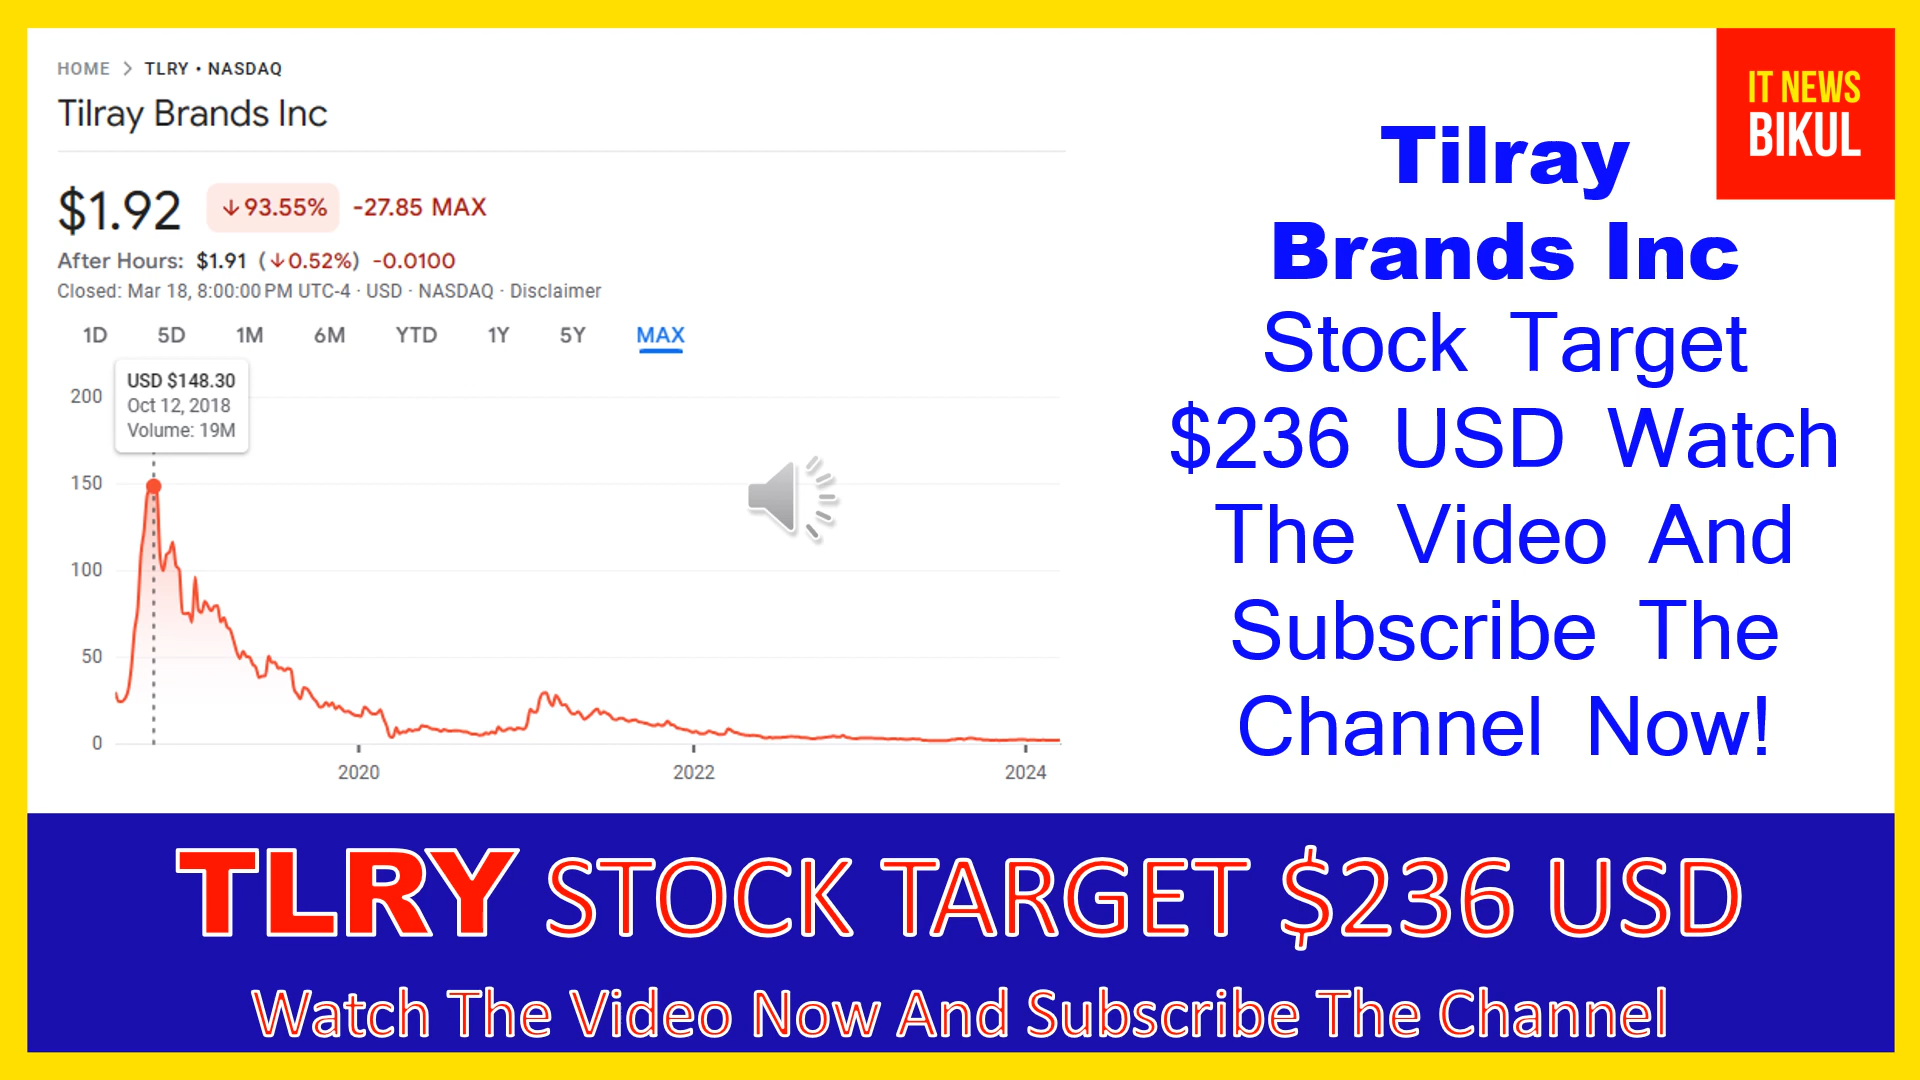 HOME > TLRY • NASDAQ
Tilray Brands Inc
$1.92 ↓93.55% -27.85 MAX
After Hours: $1.91 (↓0.52%) -0.0100
Closed: Mar 18, 8:00:00 PM UTC-4 · USD · NASDAQ · Disclaimer
1D 5D 1M 6M YTD 1Y 5Y MAX
USD $148.30
Oct 12, 2018
Volume: 19M
200
150
100
50
0
2020 2022 2024
IT NEWS
BIKUL
Tilray
Brands Inc
Stock Target
$236 USD Watch
The Video And
Subscribe The
Channel Now!
TLRY STOCK TARGET $236 USD
Watch The Video Now And Subscribe The Channel